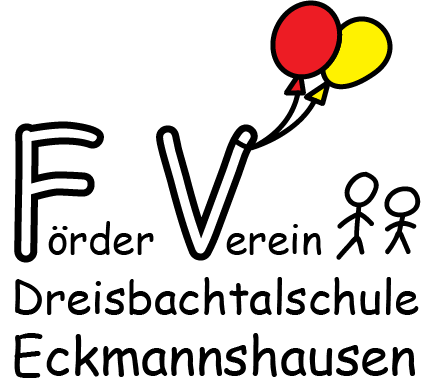 Förder Verein
Dreisbachtalschule
Eckmannshausen